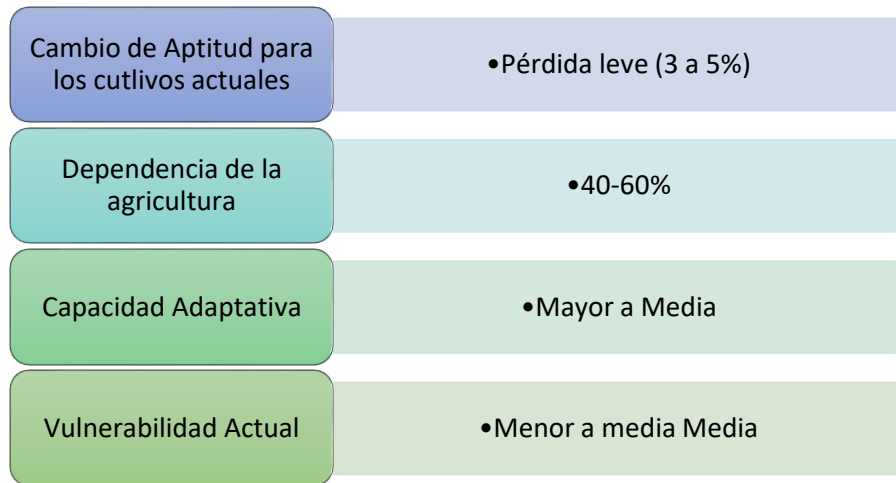 Cambio de Aptitud para
los cutlivos actuales
•Pérdida leve (3 a 5%)
Dependencia de la
agricultura
•40-60%
Capacidad Adaptativa
•Mayor a Media
Vulnerabilidad Actual
•Menor a media Media